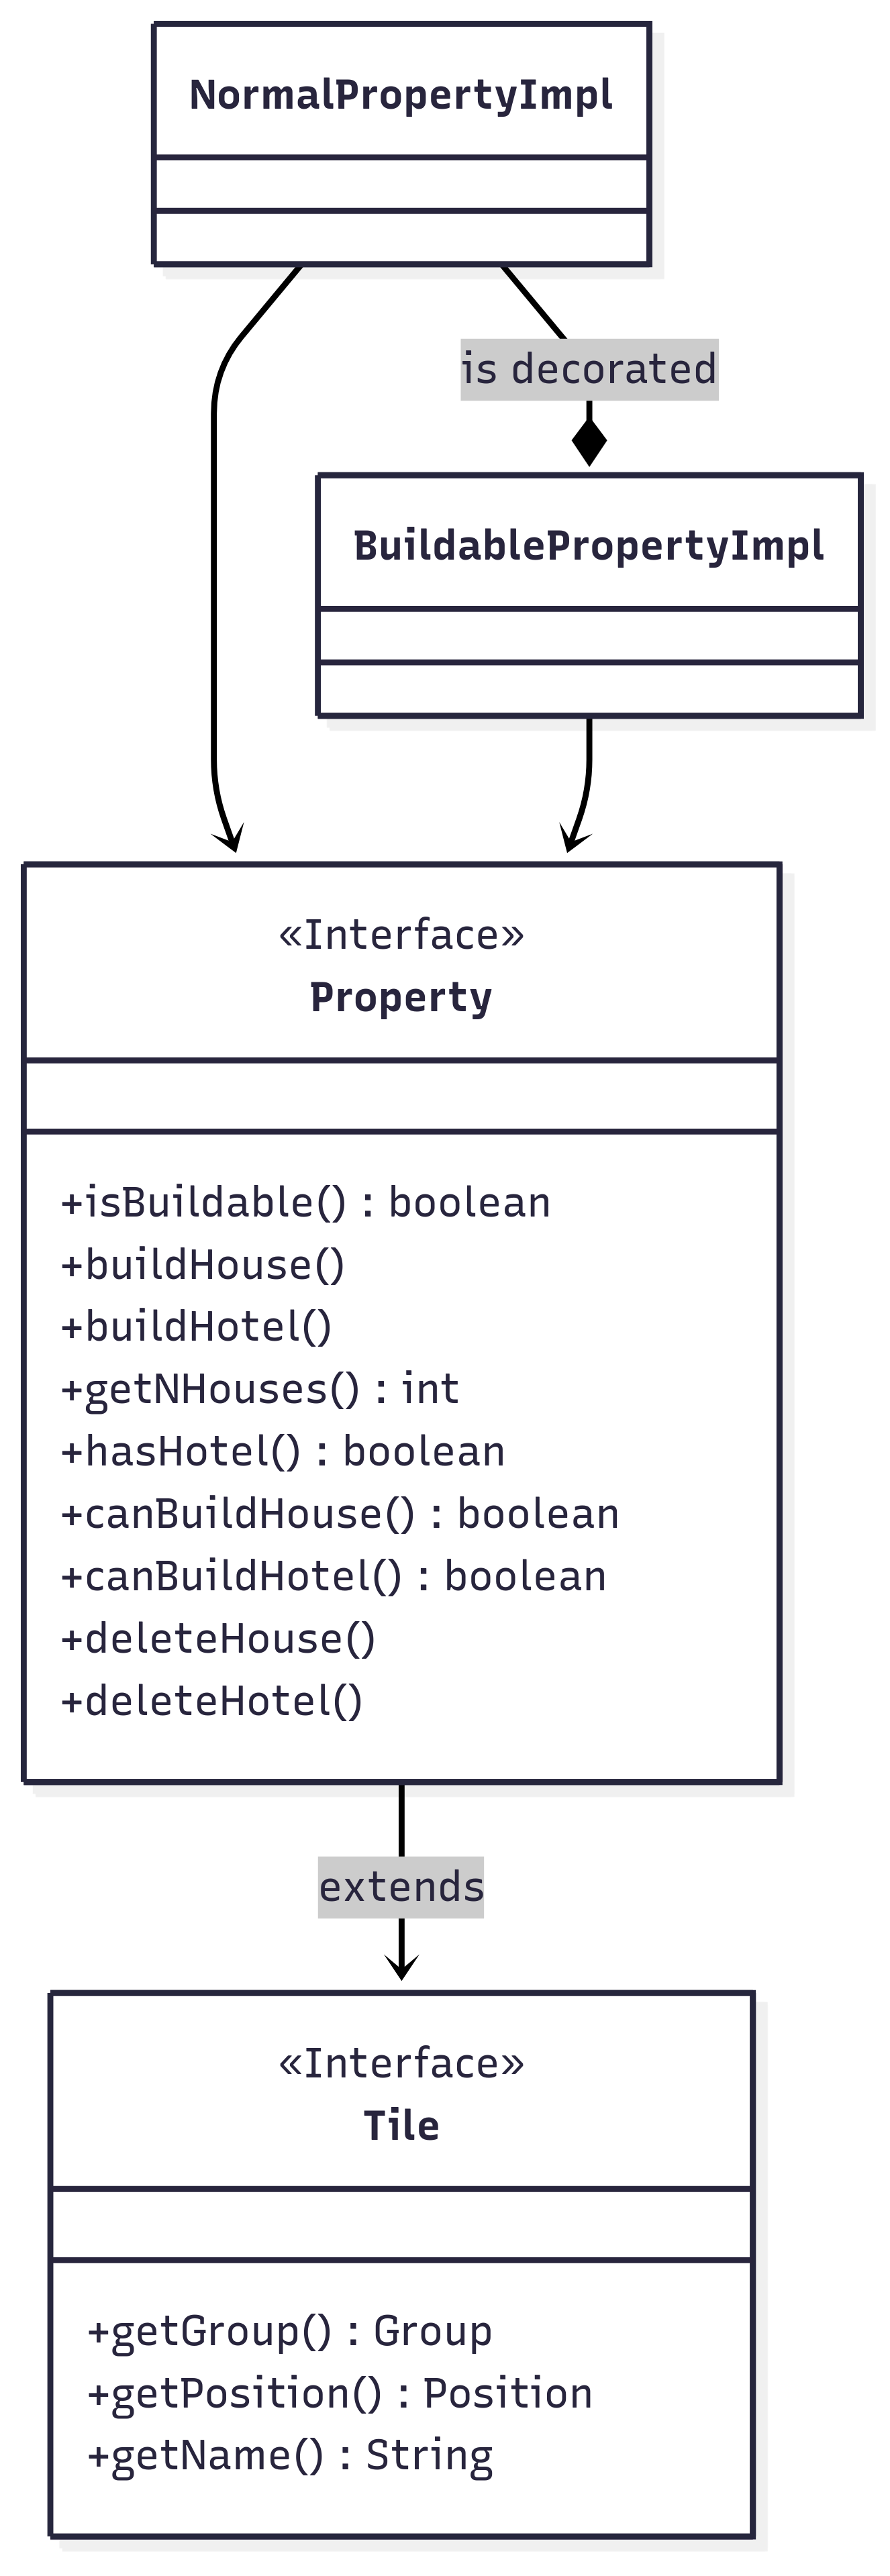 NormalPropertyImpl
is decorated
BuildablePropertyImpl
«Interface»
Property
+isBuildable() : boolean
+buildHouse()
+buildHotel()
+getNHouses() : int
+hasHotel() : boolean
+canBuildHouse() : boolean
+canBuildHotel() : boolean
+deleteHouse()
+deleteHotel()
extends
«Interface»
Tile
+getGroup() : Group
+getPosition() : Position
+getName() : String